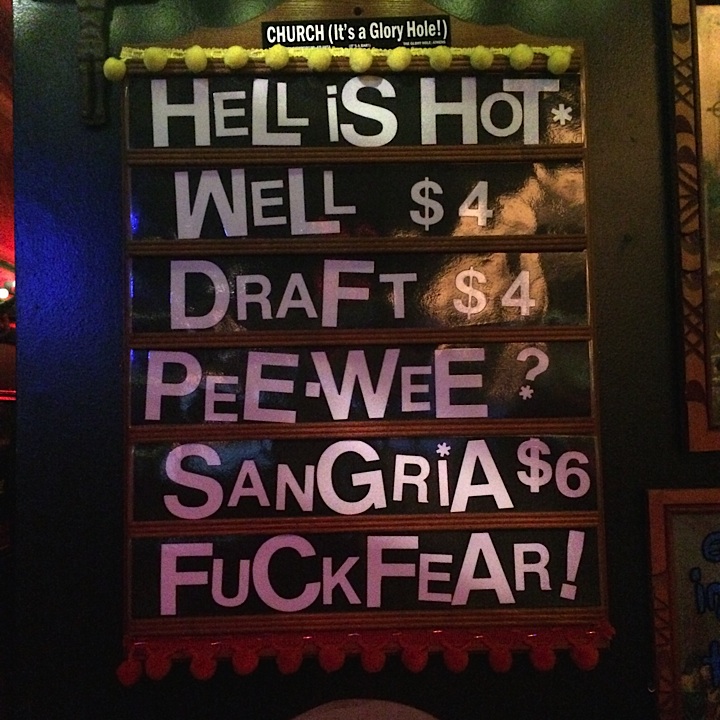 CHURCH (It's a Glory Hole!)
HELL iS HOT*
WELL $4
DRAFT $4
PEE-WEE ?
SANGRiA $6
FUCKFEAR!